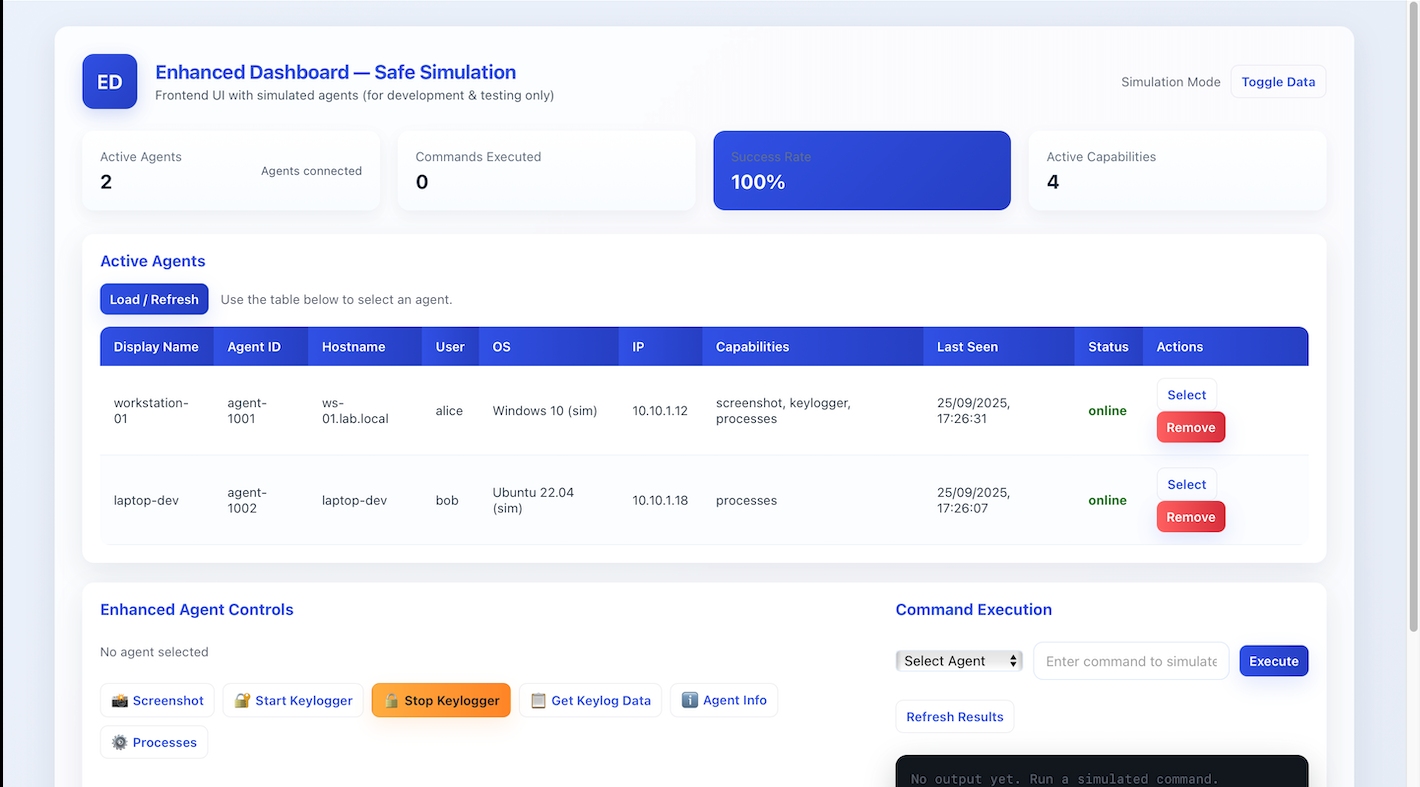 ED
Enhanced Dashboard — Safe Simulation
Frontend UI with simulated agents (for development & testing only)
Simulation Mode
Toggle Data
Active Agents
2
Agents connected
Commands Executed
0
Success Rate
100%
Active Capabilities
4
Active Agents
Load / Refresh
Use the table below to select an agent.
Display Name Agent ID Hostname User OS IP Capabilities Last Seen Status Actions
workstation-
01
agent-
1001
ws-
01.lab.local
alice
Windows 10 (sim)
10.10.1.12
screenshot, keylogger,
processes
25/09/2025,
17:26:31
online
Select
Remove
laptop-dev
agent-
1002
laptop-dev
bob
Ubuntu 22.04
(sim)
10.10.1.18
processes
25/09/2025,
17:26:07
online
Select
Remove
Enhanced Agent Controls
No agent selected
Screenshot
Start Keylogger
Stop Keylogger
Get Keylog Data
Agent Info
Processes
Command Execution
Select Agent
Enter command to simulate
Execute
Refresh Results
No output yet. Run a simulated command.